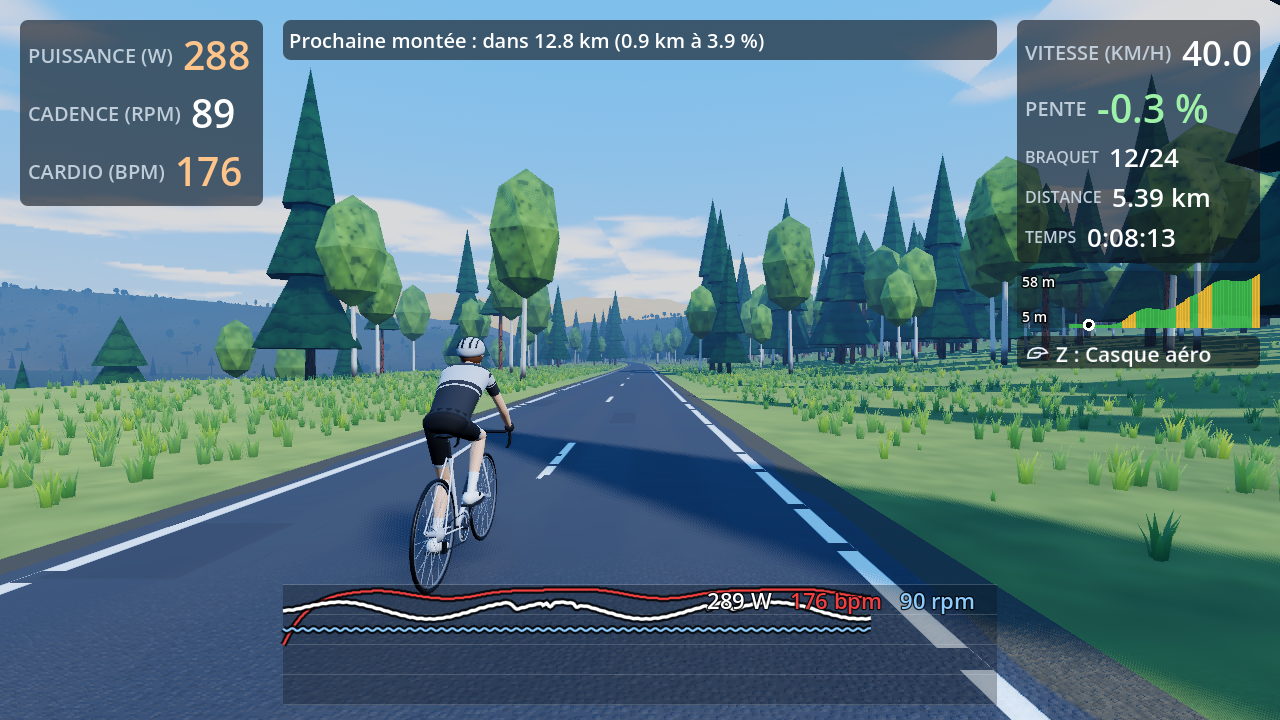 PUISSANCE (W) 288
CADENCE (RPM) 89
CARDIO (BPM) 176
Prochaine montée : dans 12.8 km (0.9 km à 3.9 %)
VITESSE (KM/H) 40.0
PENTE -0.3 %
BRAQUET 12/24
DISTANCE 5.39 km
TEMPS 0:08:13
58 m
5 m
Z : Casque aéro
289 W 176 bpm 90 rpm